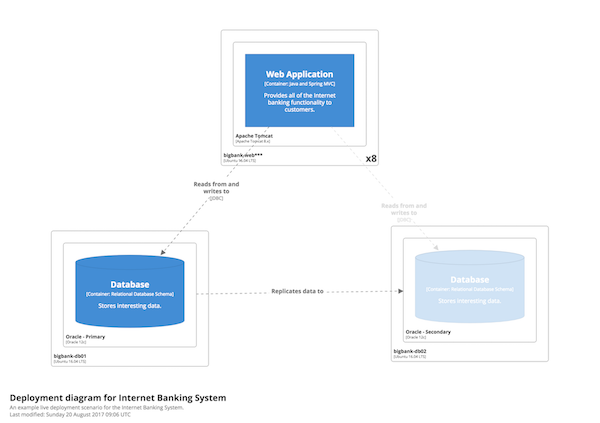 Web Application
[Container: Java and Spring MVC]
Provides all of the Internet
banking functionality to
customers.
Apache Tomcat
[Apache Tomcat 8.x]
bigbank-web***
[Ubuntu 16.04 LTS]
x8
Reads from and
writes to
[JDBC]
Reads from and
writes to
[JDBC]
Database
[Container: Relational Database Schema]
Stores interesting data.
Oracle - Primary
[Oracle 12c]
bigbank-db01
[Ubuntu 16.04 LTS]
Replicates data to
Database
[Container: Relational Database Schema]
Stores interesting data.
Oracle - Secondary
[Oracle 12c]
bigbank-db02
[Ubuntu 16.04 LTS]
Deployment diagram for Internet Banking System
An example live deployment scenario for the Internet Banking System.
Last modified: Sunday 20 August 2017 09:06 UTC